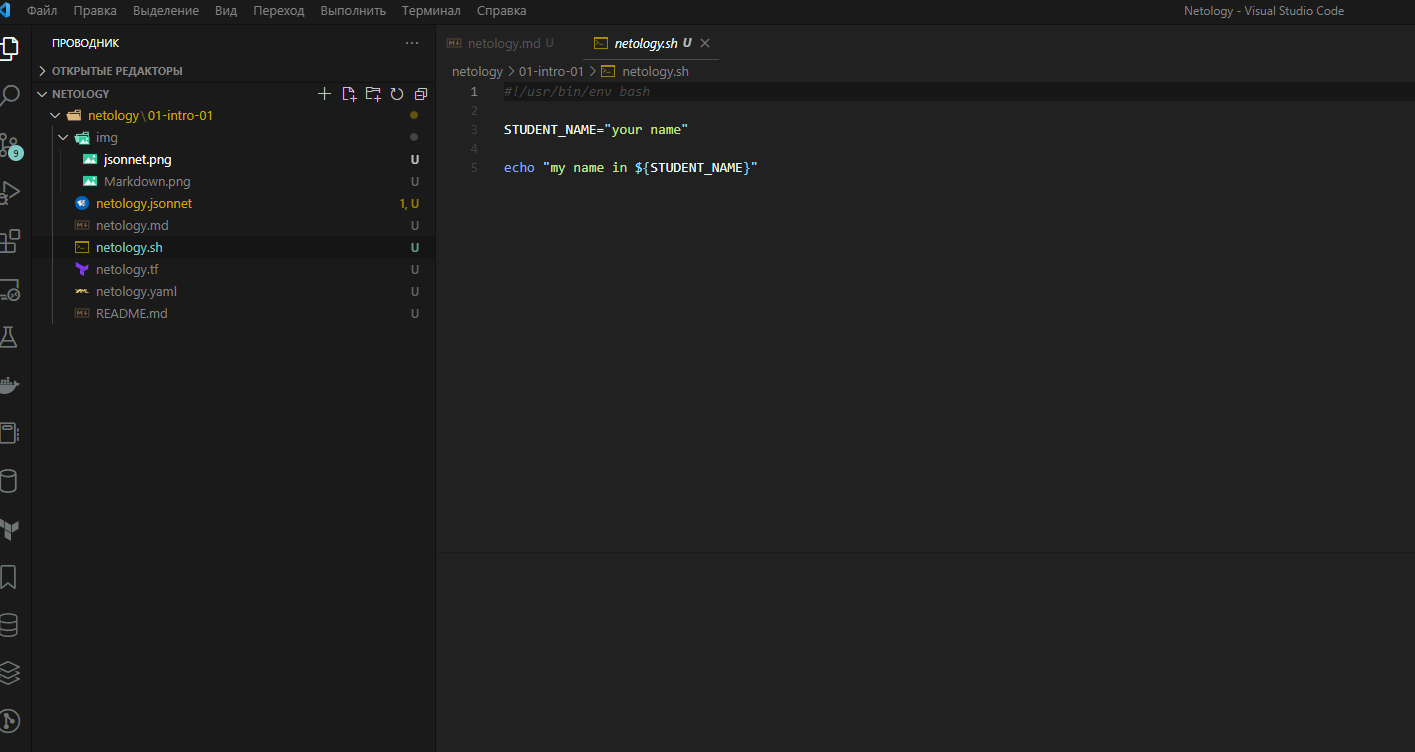 Файл Правка Выделение Вид Переход Выполнить Терминал Справка
Netology - Visual Studio Code
ПРОВОДНИК
ОТКРЫТЫЕ РЕДАКТОРЫ
NETOLOGY
netology\01-intro-01
img
jsonnet.png U
Markdown.png U
netology.jsonnet 1, U
netology.md U
netology.sh U
netology.tf U
netology.yaml U
README.md U
9
netology.md U
netology.sh U
netology > 01-intro-01 > netology.sh
1 #!/usr/bin/env bash
2
3 STUDENT_NAME="your name"
4
5 echo "my name in ${STUDENT_NAME}"